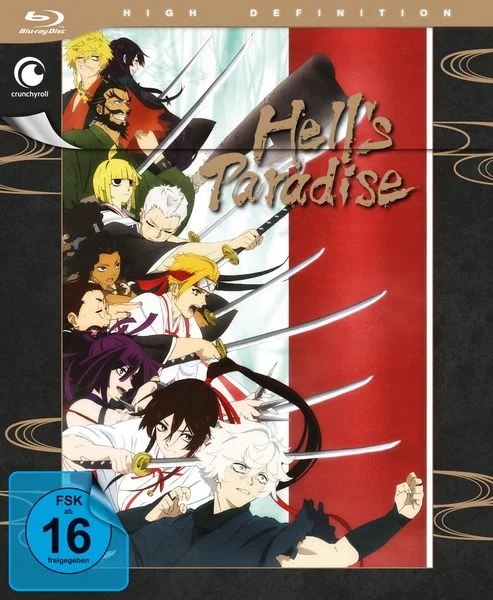 Blu-ray Disc
HIGH DEFINITION
crunchyroll
Hell's
Paradise
FSK
ab
16
freigegeben